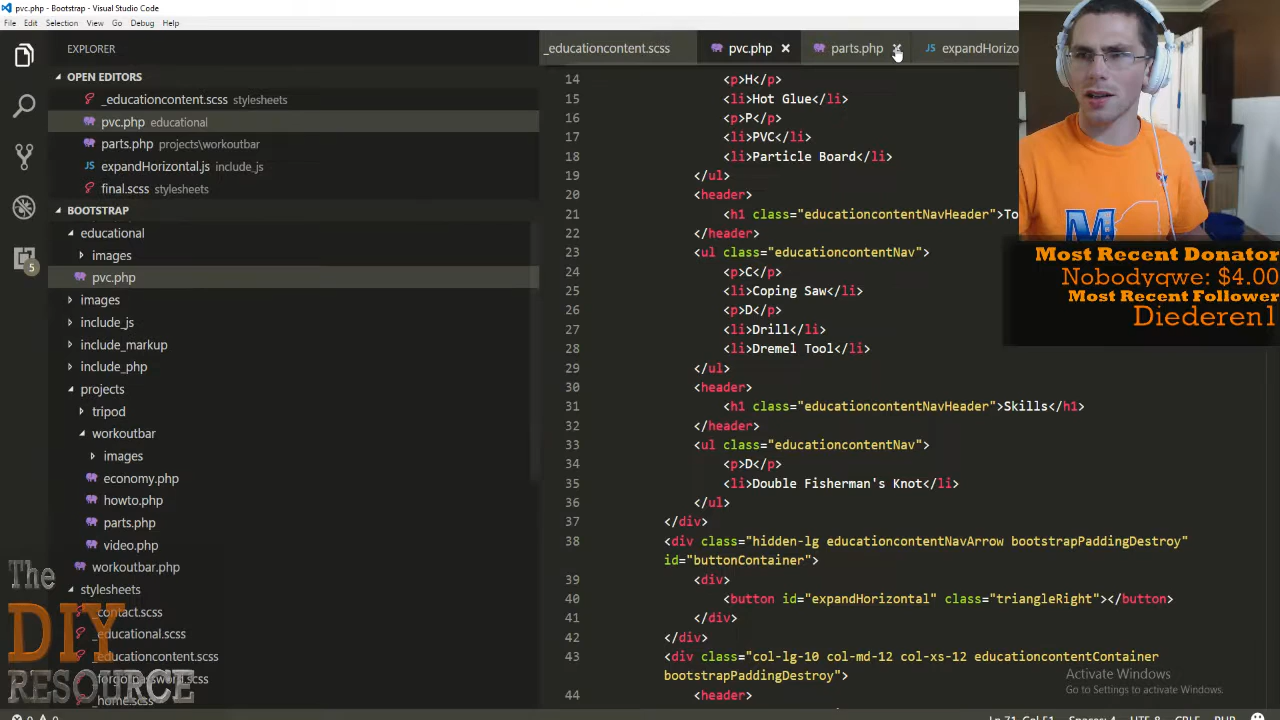 pvc.php - Bootstrap - Visual Studio Code
File Edit Selection View Go Debug Help
EXPLORER
_educationcontent.scss
pvc.php
parts.php
JS expandHorizo
OPEN EDITORS
_educationcontent.scss stylesheets
pvc.php educational
parts.php projects\workoutbar
JS expandHorizontal.js include_js
final.scss stylesheets
5
BOOTSTRAP
educational
images
pvc.php
images
include_js
include_markup
include_php
projects
tripod
workoutbar
images
economy.php
howto.php
parts.php
video.php
workoutbar.php
stylesheets
_contact.scss
_educational.scss
_educationcontent.scss
_forgotpassword.scss
_home.scss
14 <p>H</p>
15 <li>Hot Glue</li>
16 <p>P</p>
17 <li>PVC</li>
18 <li>Particle Board</li>
19 </ul>
20 <header>
21 <h1 class="educationcontentNavHeader">To
22 </header>
23 <ul class="educationcontentNav">
24 <p>C</p>
25 <li>Coping Saw</li>
26 <p>D</p>
27 <li>Drill</li>
28 <li>Dremel Tool</li>
29 </ul>
30 <header>
31 <h1 class="educationcontentNavHeader">Skills</h1>
32 </header>
33 <ul class="educationcontentNav">
34 <p>D</p>
35 <li>Double Fisherman's Knot</li>
36 </ul>
37 </div>
38 <div class="hidden-lg educationcontentNavArrow bootstrapPaddingDestroy"
id="buttonContainer">
39 <div>
40 <button id="expandHorizontal" class="triangleRight"></button>
41 </div>
42 </div>
43 <div class="col-lg-10 col-md-12 col-xs-12 educationcontentContainer
bootstrapPaddingDestroy">
44 <header>
M
Most Recent Donator
Nobodyqwe: $4.00
Most Recent Follower
Diederen1
The
DIY
RESOURCE
Activate Windows
Go to Settings to activate Windows.